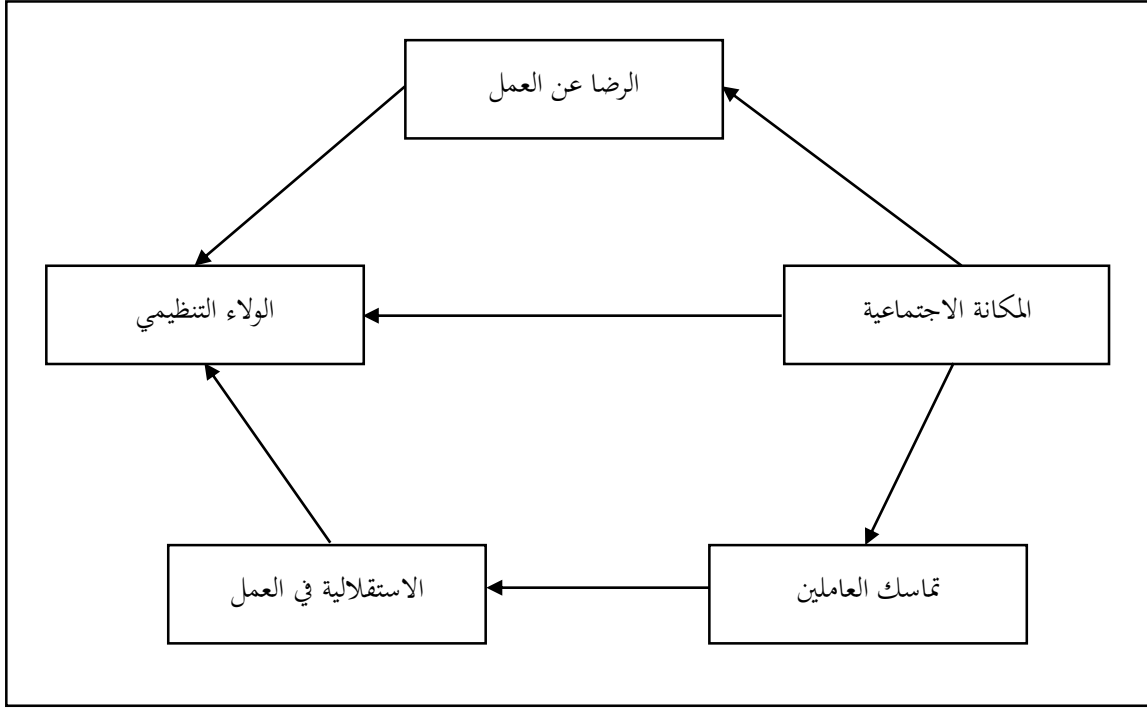 الرضا عن العمل
المكانة الاجتماعية
الولاء التنظيمي
تماسك العاملين
الاستقلالية في العمل